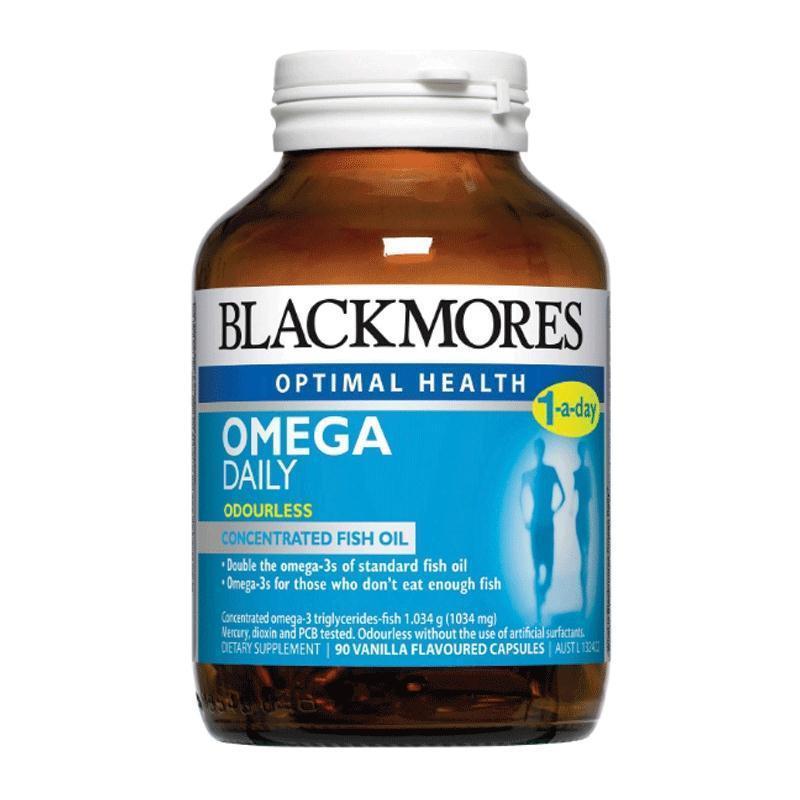 BLACKMORES
OPTIMAL HEALTH
1-a-day
OMEGA
DAILY
ODOURLESS
CONCENTRATED FISH OIL
• Double the omega-3s of standard fish oil
• Omega-3s for those who don't eat enough fish
Concentrated omega-3 triglycerides-fish 1.034 g (1034 mg)
Mercury, dioxin and PCB tested. Odourless without the use of artificial surfactants.
DIETARY SUPPLEMENT | 90 VANILLA FLAVOURED CAPSULES | AUST L 132402